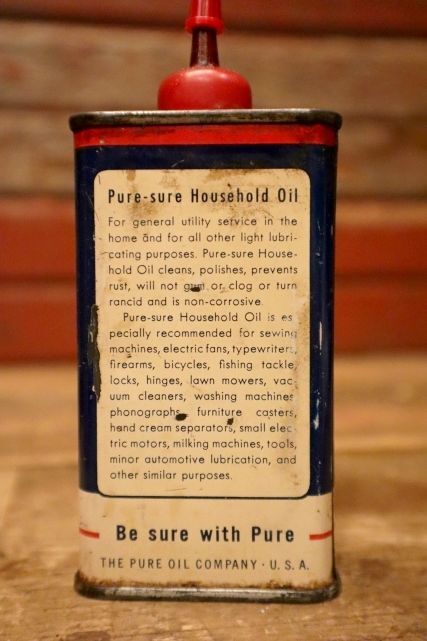 Pure-sure Household Oil
For general utility service in the
home and for all other light lubri-
cating purposes. Pure-sure House-
hold Oil cleans, polishes, prevents
rust, will not gum or clog or turn
rancid and is non-corrosive.
Pure-sure Household Oil is es
pecially recommended for sewing
machines, electric fans, typewriters,
firearms, bicycles, fishing tackle,
locks, hinges, lawn mowers, vac
uum cleaners, washing machines
phonographs, furniture casters,
hand cream separators, small elec
tric motors, milking machines, tools,
minor automotive lubrication, and
other similar purposes.
Be sure with Pure
THE PURE OIL COMPANY · U. S. A.